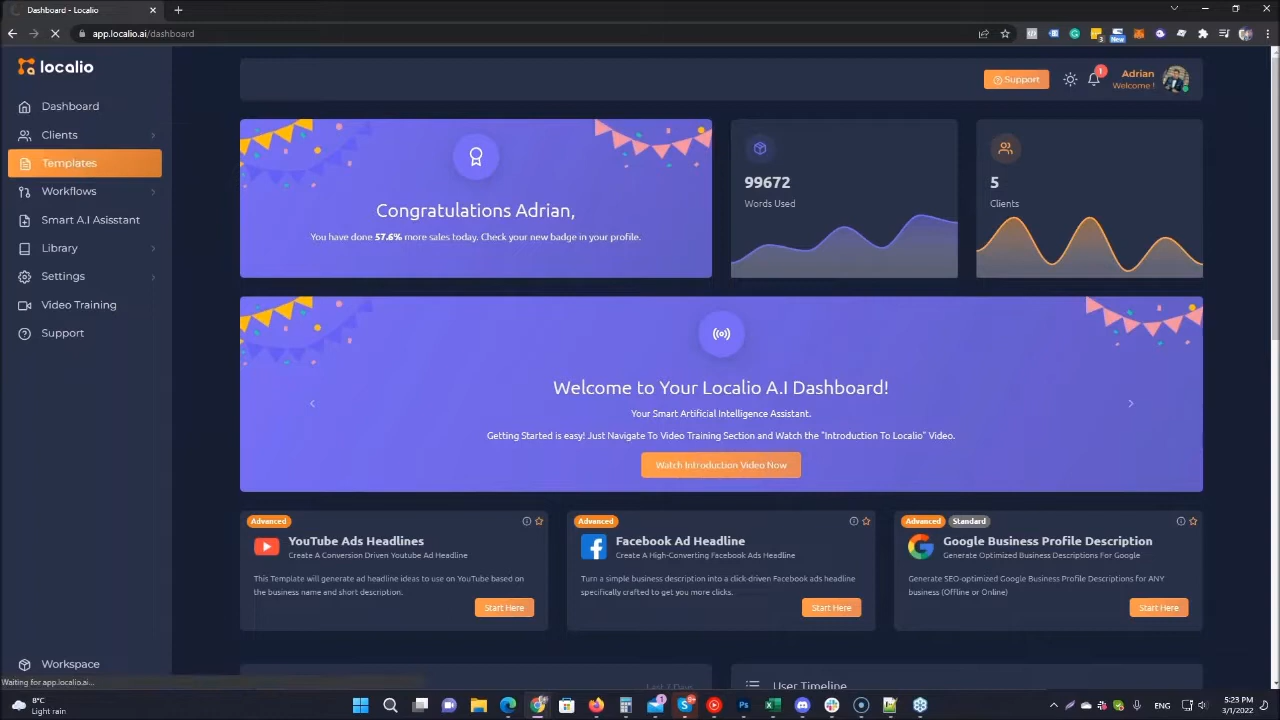 Dashboard - Localio
app.localio.ai/dashboard
New
localio
Support
1
Adrian
Welcome !
Dashboard
Clients
Templates
Workflows
Smart A.I Asisstant
Library
Settings
Video Training
Support
Congratulations Adrian,
You have done 57.6% more sales today. Check your new badge in your profile.
99672
Words Used
5
Clients
Welcome to Your Localio A.I Dashboard!
Your Smart Artificial Intelligence Assistant.
Getting Started is easy! Just Navigate To Video Training Section and Watch the "Introduction To Localio" Video.
Watch Introduction Video Now
Advanced
YouTube Ads Headlines
Create A Conversion Driven Youtube Ad Headline
This Template will generate ad headline ideas to use on YouTube based on
the business name and short description.
Start Here
Advanced
Facebook Ad Headline
Create A High-Converting Facebook Ads Headline
Turn a simple business description into a click-driven Facebook ads headline
specifically crafted to get you more clicks.
Start Here
Advanced Standard
Google Business Profile Description
Generate Optimized Business Descriptions For Google
Generate SEO-optimized Google Business Profile Descriptions for ANY
business (Offline or Online)
Start Here
Workspace
Last 7 Days
User Timeline
Waiting for app.localio.ai...
8°C
Light rain
ENG
5:23 PM
3/1/2022